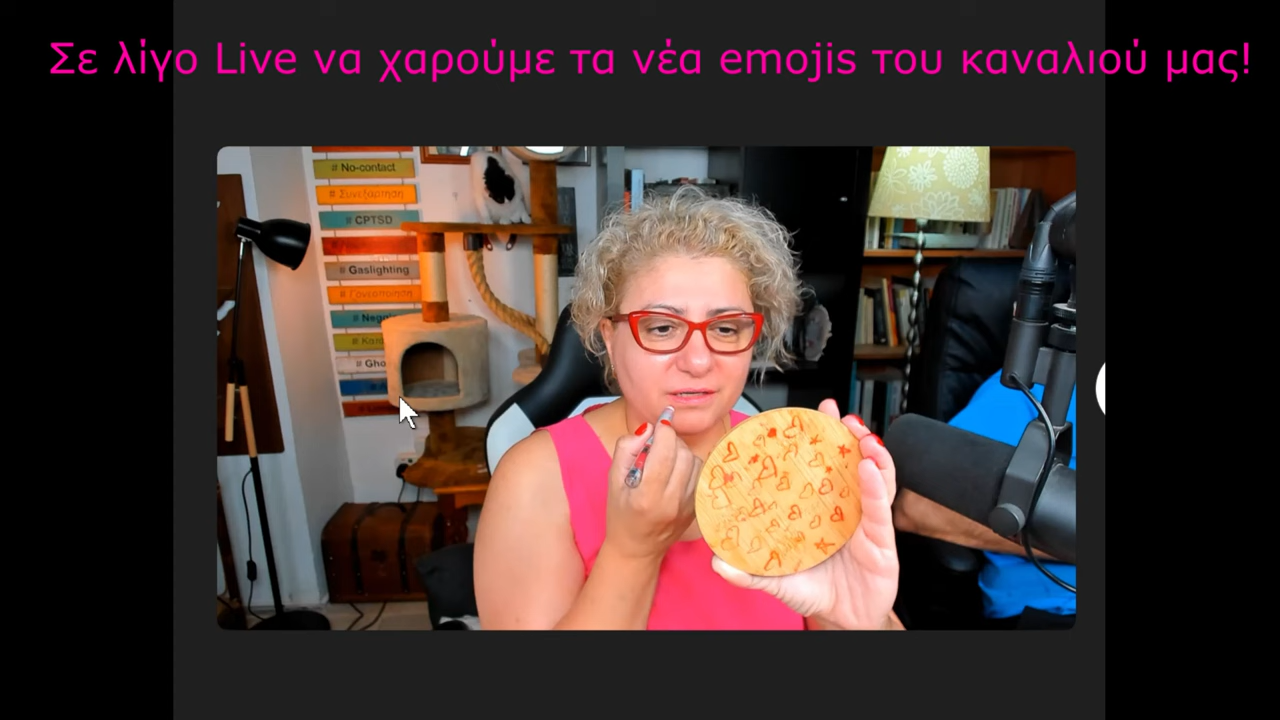 Σε λίγο Live να χαρούμε τα νέα emojis του καναλιού μας!
# No-contact
# Συνεξάρτηση
# CPTSD
# Gaslighting
# Γονεοποίηση